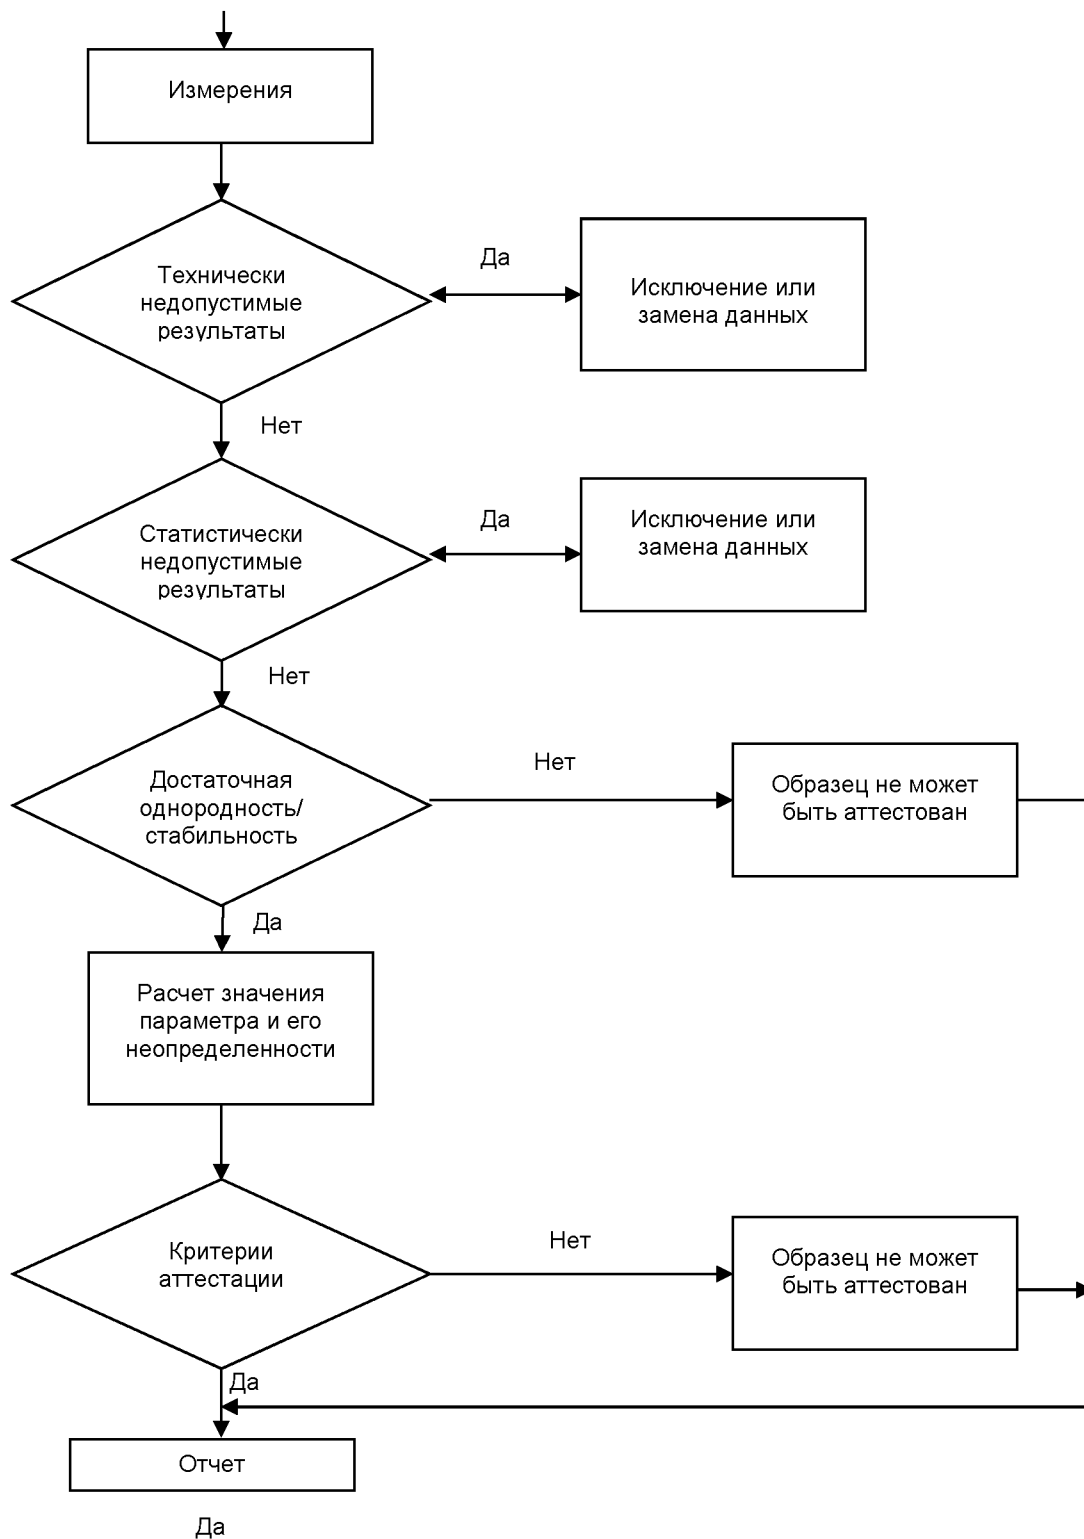 Измерения
Технически
недопустимые
результаты
Да
Исключение или
замена данных
Нет
Статистически
недопустимые
результаты
Да
Исключение или
замена данных
Нет
Достаточная
однородность/
стабильность
Нет
Образец не может
быть аттестован
Да
Расчет значения
параметра и его
неопределенности
Критерии
аттестации
Нет
Образец не может
быть аттестован
Да
Отчет
Да